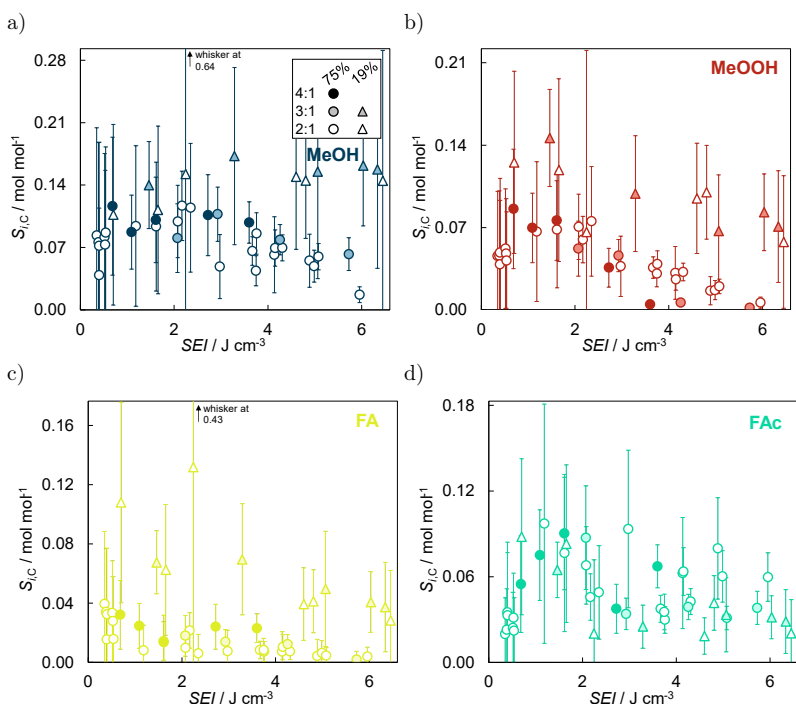 a)
0.28
0.21
0.14
0.07
0.00
0
2
4
6
S_{i,C} / mol mol⁻¹
SEI / J cm⁻³
whisker at
0.64
75%
19%
4:1
3:1
2:1
MeOH
b)
0.21
0.14
0.07
0.00
0
2
4
6
S_{i,C} / mol mol⁻¹
SEI / J cm⁻³
MeOOH
c)
0.16
0.12
0.08
0.04
0.00
0
2
4
6
S_{i,C} / mol mol⁻¹
SEI / J cm⁻³
whisker at
0.43
FA
d)
0.18
0.12
0.06
0.00
0
2
4
6
S_{i,C} / mol mol⁻¹
SEI / J cm⁻³
FAc